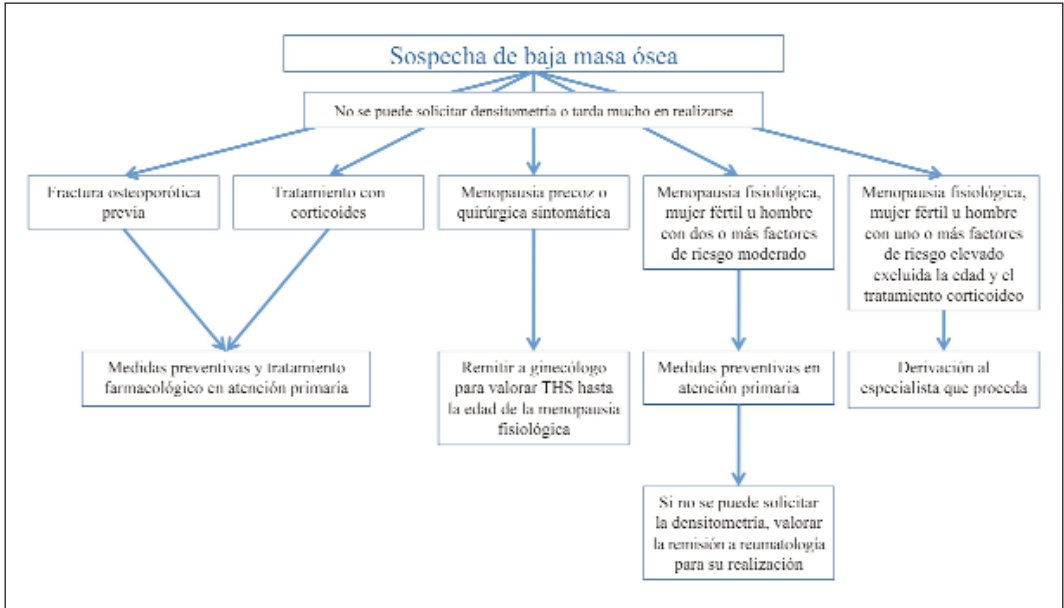 Sospecha de baja masa ósea
No se puede solicitar densitometría o tarda mucho en realizarse
Fractura osteoporótica
previa
Tratamiento con
corticoides
Menopausia precoz o
quirúrgica sintomática
Menopausia fisiológica,
mujer fértil u hombre
con dos o más factores
de riesgo moderado
Menopausia fisiológica,
mujer fértil u hombre
con uno o más factores
de riesgo elevado
excluida la edad y el
tratamiento corticoideo
Medidas preventivas y tratamiento
farmacológico en atención primaria
Remitir a ginecólogo
para valorar THS hasta
la edad de la menopausia
fisiológica
Medidas preventivas en
atención primaria
Derivación al
especialista que proceda
Si no se puede solicitar
la densitometría, valorar
la remisión a reumatología
para su realización